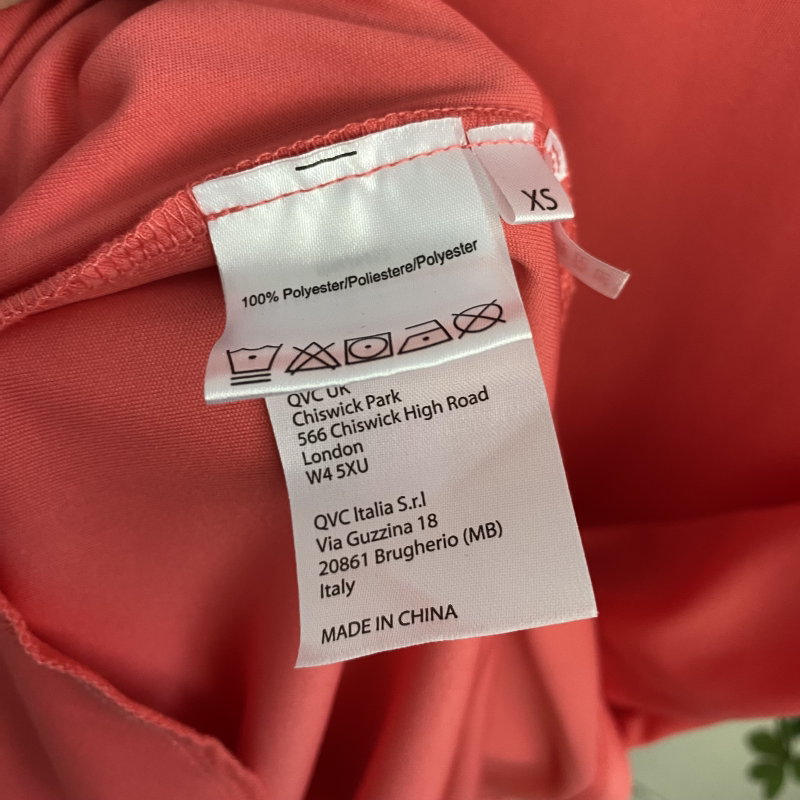 XS
100% Polyester/Poliestere/Polyester
QVC UK
Chiswick Park
566 Chiswick High Road
London
W4 5XU
QVC Italia S.r.l
Via Guzzina 18
20861 Brugherio (MB)
Italy
MADE IN CHINA